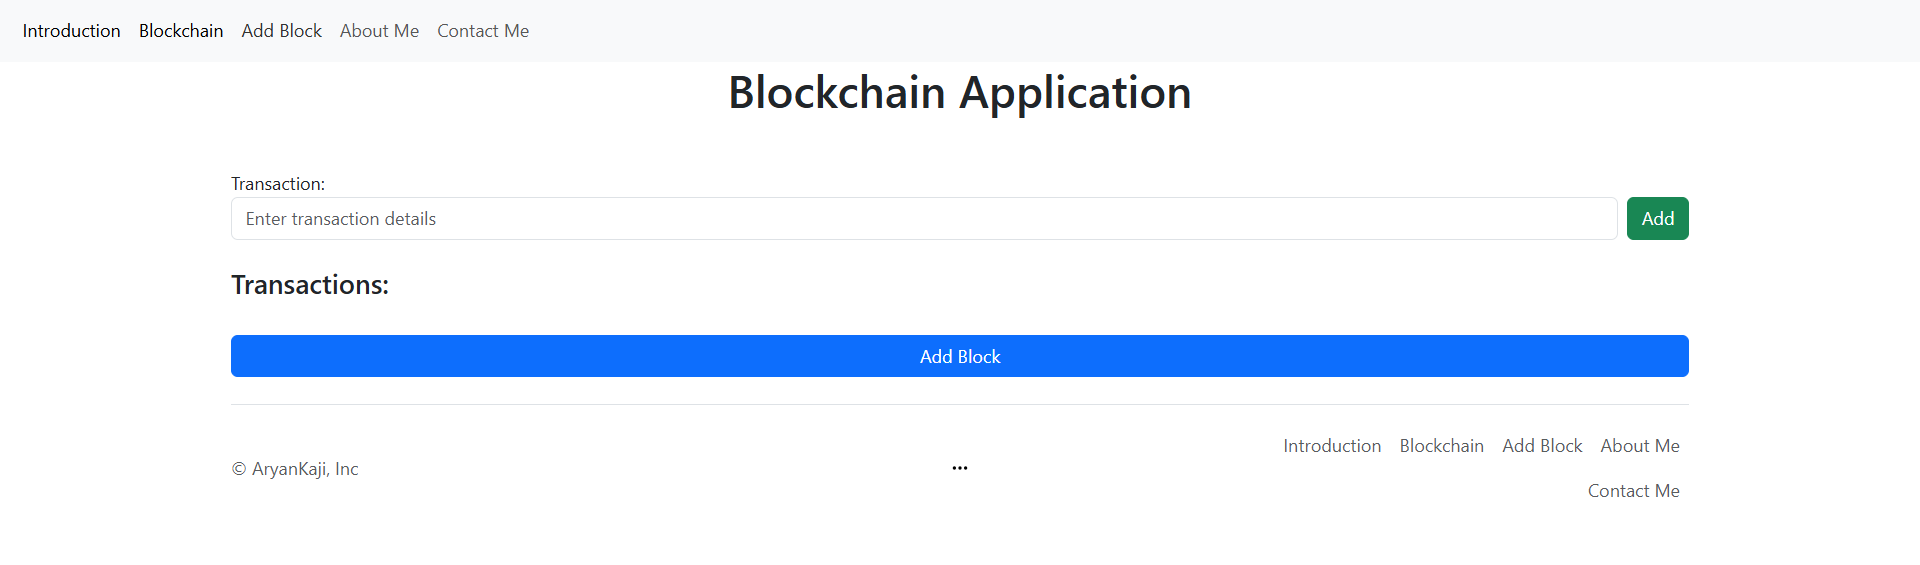 Introduction Blockchain Add Block About Me Contact Me
Blockchain Application
Transaction:
Enter transaction details Add
Transactions:
Add Block
Introduction Blockchain Add Block About Me
© AryanKaji, Inc ...
Contact Me